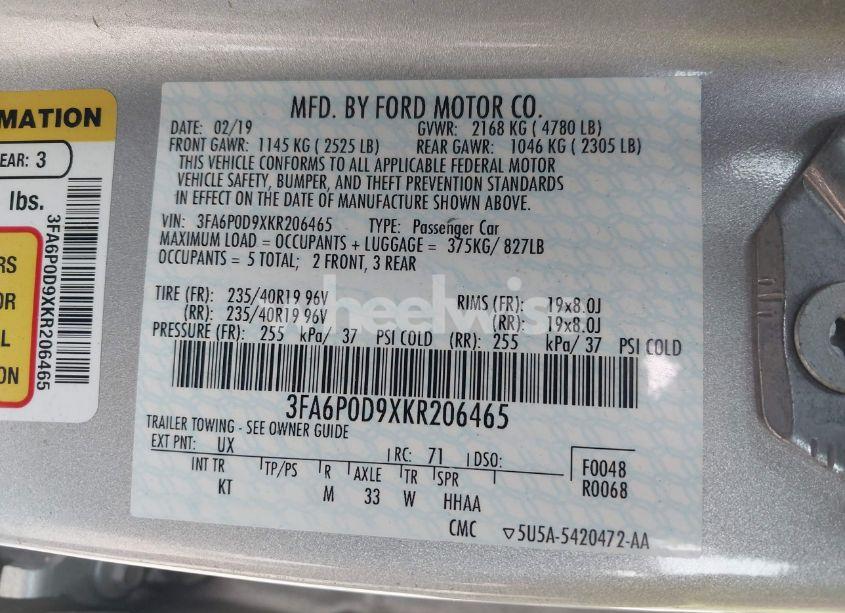 MFD. BY FORD MOTOR CO.
DATE: 02/19 GVWR: 2168 KG ( 4780 LB)
FRONT GAWR: 1145 KG ( 2525 LB) REAR GAWR: 1046 KG ( 2305 LB)
THIS VEHICLE CONFORMS TO ALL APPLICABLE FEDERAL MOTOR
VEHICLE SAFETY, BUMPER, AND THEFT PREVENTION STANDARDS
IN EFFECT ON THE DATE OF MANUFACTURE SHOWN ABOVE.
VIN: 3FA6P0D9XKR206465 TYPE: Passenger Car
MAXIMUM LOAD = OCCUPANTS + LUGGAGE = 375KG/ 827LB
OCCUPANTS = 5 TOTAL; 2 FRONT, 3 REAR
TIRE (FR): 235/40R19 96V RIMS (FR): 19x8.0J
(RR): 235/40R19 96V (RR): 19x8.0J
PRESSURE (FR): 255 kPa/ 37 PSI COLD (RR): 255 kPa/ 37 PSI COLD
3FA6P0D9XKR206465
TRAILER TOWING - SEE OWNER GUIDE
EXT PNT: UX RC: 71 DSO: F0048
R0068
INT TR TP/PS R AXLE TR SPR
KT M 33 W HHAA
CMC ▽5U5A-5420472-AA
MATION
EAR: 3
lbs.
RS
OR
L
ON
3FA6P0D9XKR206465
wheelwis